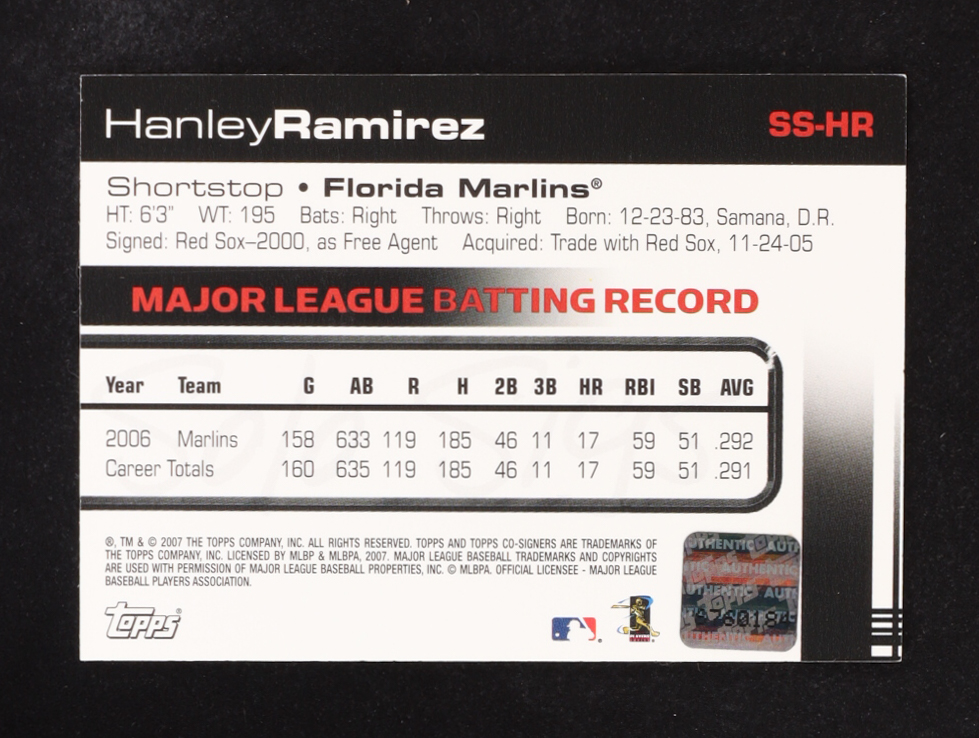 HanleyRamirez SS-HR
Shortstop • Florida Marlins®
HT: 6'3" WT: 195 Bats: Right Throws: Right Born: 12-23-83, Samana, D.R.
Signed: Red Sox–2000, as Free Agent Acquired: Trade with Red Sox, 11-24-05
MAJOR LEAGUE BATTING RECORD
Year Team G AB R H 2B 3B HR RBI SB AVG
2006 Marlins 158 633 119 185 46 11 17 59 51 .292
Career Totals 160 635 119 185 46 11 17 59 51 .291
®, TM & © 2007 THE TOPPS COMPANY, INC. ALL RIGHTS RESERVED. TOPPS AND TOPPS CO-SIGNERS ARE TRADEMARKS OF
THE TOPPS COMPANY, INC. LICENSED BY MLBP & MLBPA, 2007. MAJOR LEAGUE BASEBALL TRADEMARKS AND COPYRIGHTS
ARE USED WITH PERMISSION OF MAJOR LEAGUE BASEBALL PROPERTIES, INC. © MLBPA. OFFICIAL LICENSEE - MAJOR LEAGUE
BASEBALL PLAYERS ASSOCIATION.
Topps®